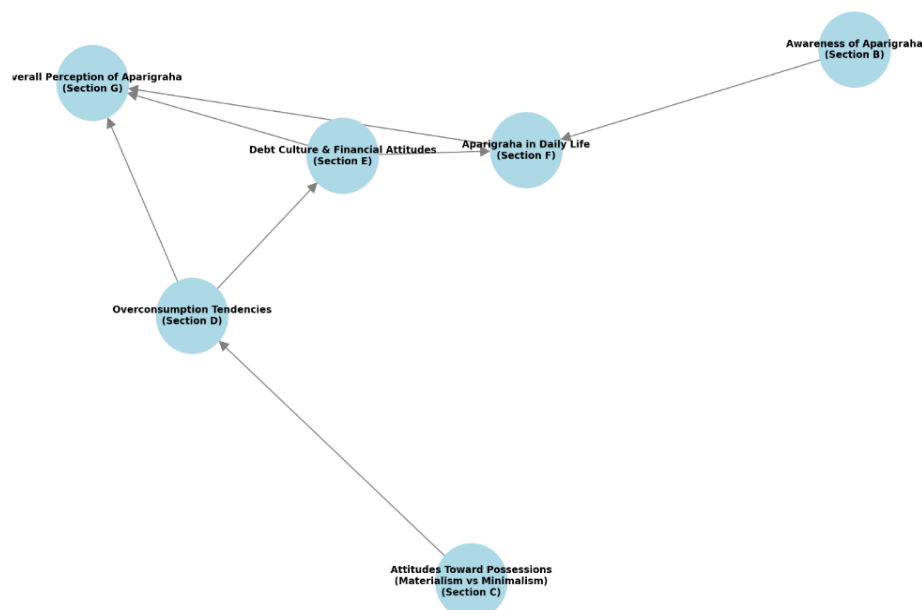 Awareness of Aparigraha
(Section B)
verall Perception of Aparigraha
(Section G)
Debt Culture & Financial Attitudes
(Section E)
Aparigraha in Daily Life
(Section F)
Overconsumption Tendencies
(Section D)
Attitudes Toward Possessions
(Materialism vs Minimalism)
(Section C)